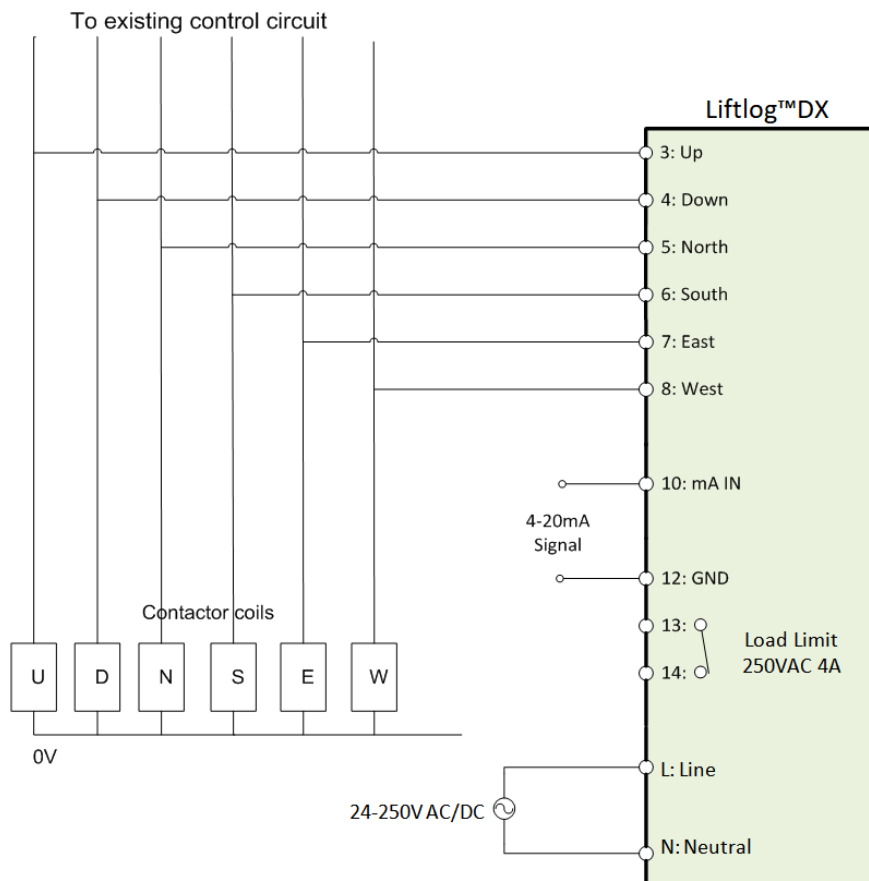 To existing control circuit
Liftlog™DX
3: Up
4: Down
5: North
6: South
7: East
8: West
10: mA IN
4-20mA
Signal
12: GND
Contactor coils
13:
Load Limit
14:
250VAC 4A
U D N S E W
0V
L: Line
24-250V AC/DC
N: Neutral